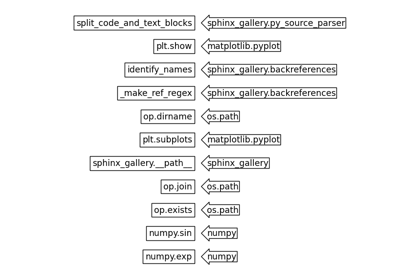 split_code_and_text_blocks sphinx_gallery.py_source_parser
plt.show matplotlib.pyplot
identify_names sphinx_gallery.backreferences
_make_ref_regex sphinx_gallery.backreferences
op.dirname os.path
plt.subplots matplotlib.pyplot
sphinx_gallery.__path__ sphinx_gallery
op.join os.path
op.exists os.path
numpy.sin numpy
numpy.exp numpy